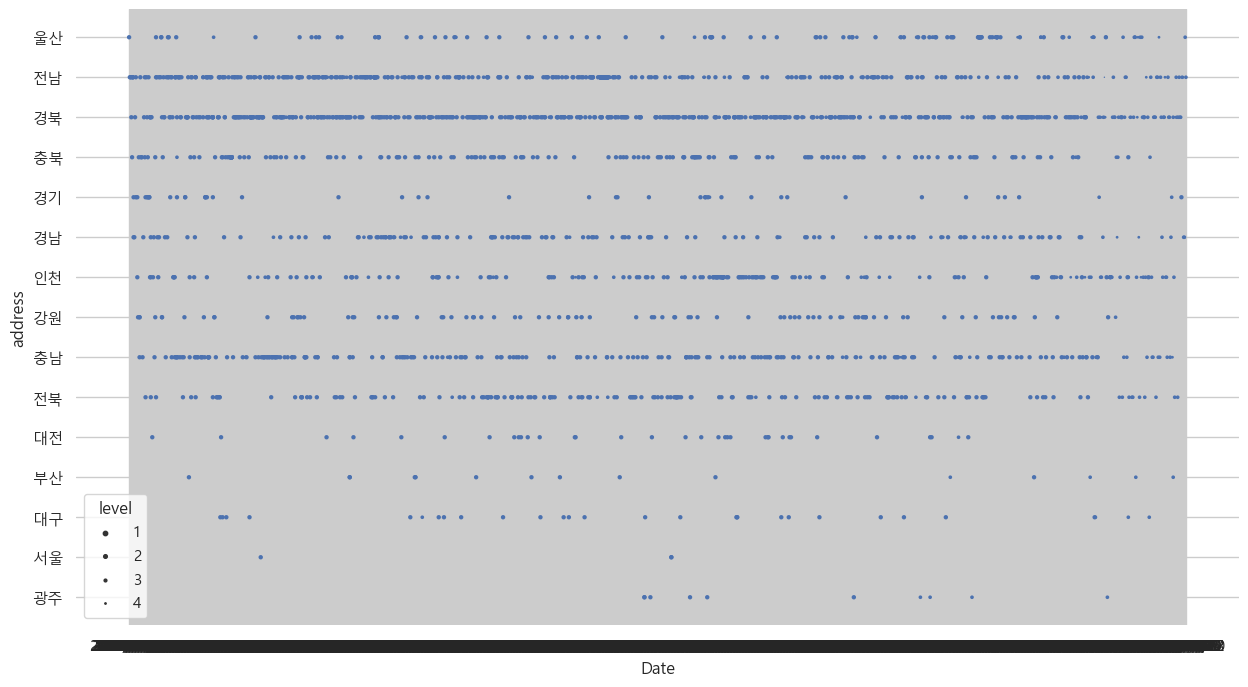 울산
전남
경북
충북
경기
경남
인천
강원
충남
전북
대전
부산
대구
서울
광주
address
level
1
2
3
4
Date